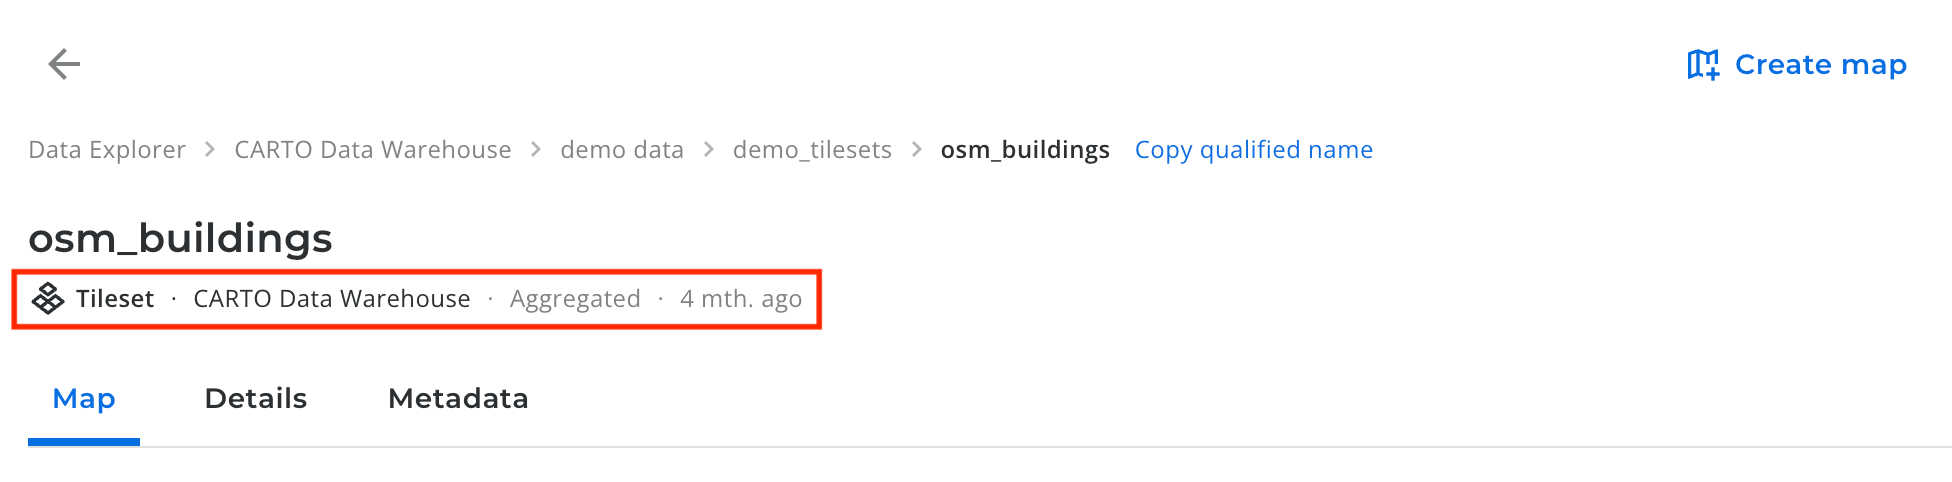 Create map
Data Explorer > CARTO Data Warehouse > demo data > demo_tilesets > osm_buildings Copy qualified name
osm_buildings
Tileset · CARTO Data Warehouse · Aggregated · 4 mth. ago
Map Details Metadata